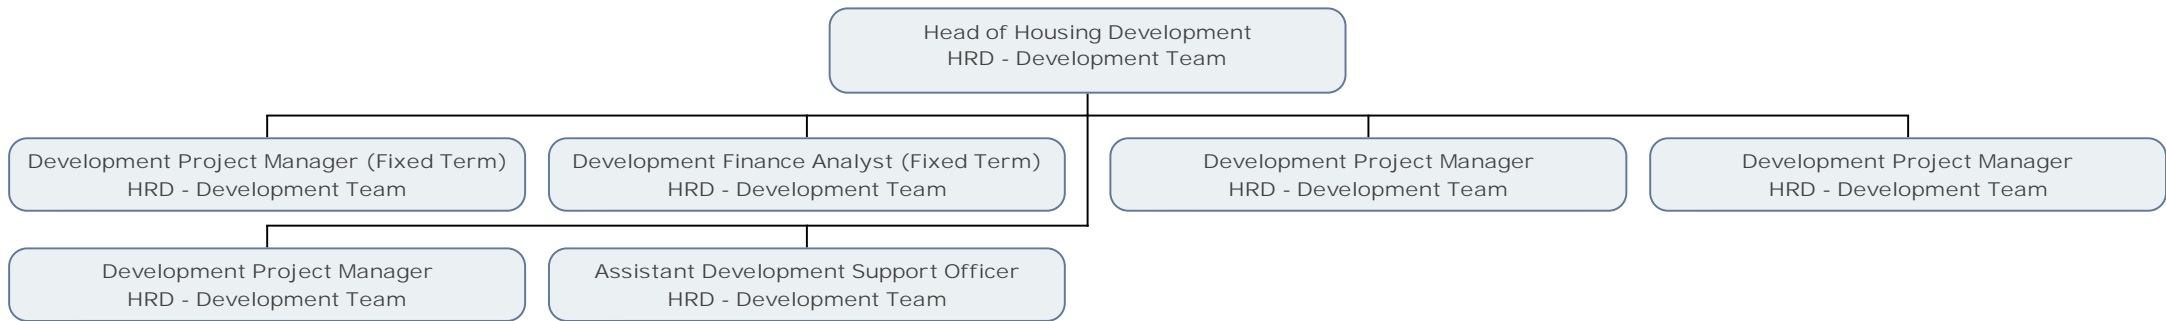 Head of Housing Development
HRD - Development Team
Development Project Manager (Fixed Term)
HRD - Development Team
Development Finance Analyst (Fixed Term)
HRD - Development Team
Development Project Manager
HRD - Development Team
Development Project Manager
HRD - Development Team
Development Project Manager
HRD - Development Team
Assistant Development Support Officer
HRD - Development Team